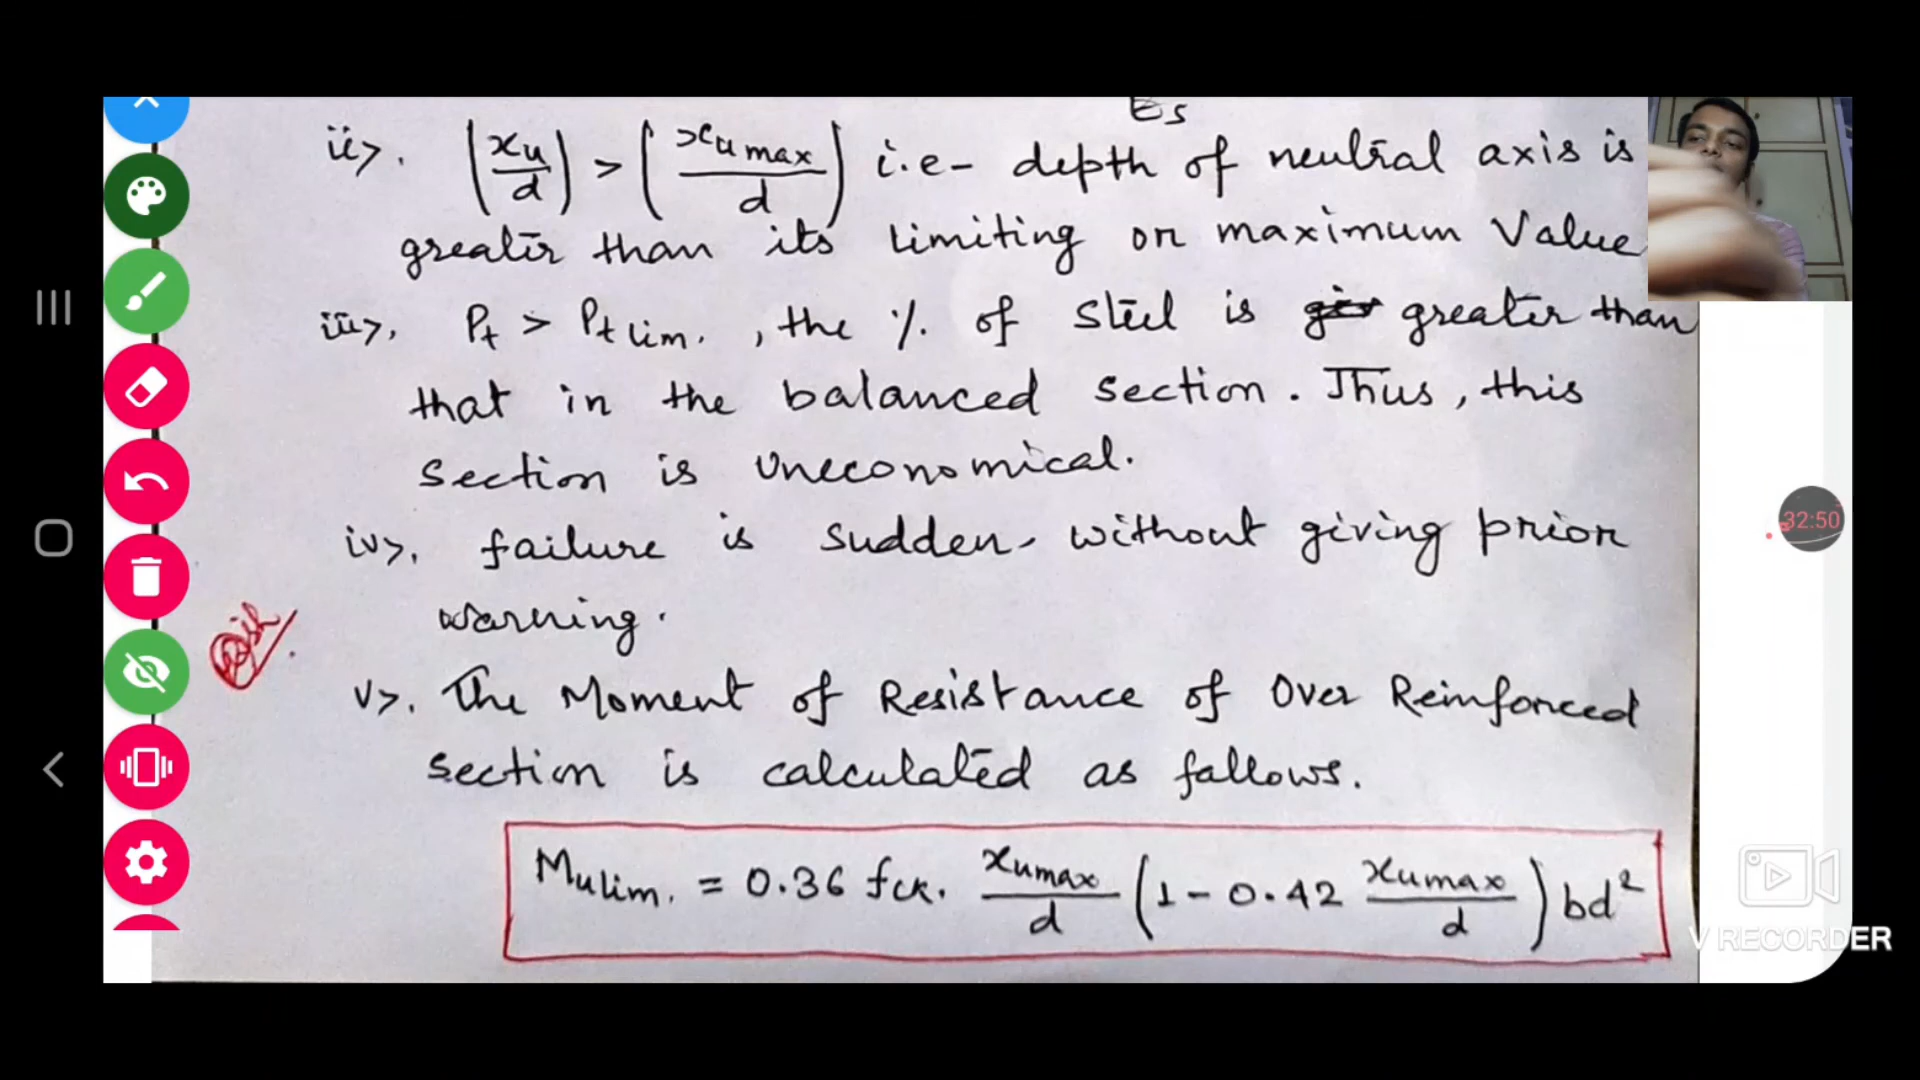 Es
ii>. (xu/d) > (xu max/d) i.e- depth of neutral axis is
greater than its limiting or maximum Value
iii>. Pt > Pt lim. , the %. of steel is greater than
that in the balanced section. Thus, this
section is uneconomical.
iv>. failure is sudden, without giving prior
warning.
v>. The Moment of Resistance of Over Reinforced
section is calculated as fallows.
Mulim. = 0.36 fck. xumax/d (1 - 0.42 xumax/d) bd²
32:50
V RECORDER